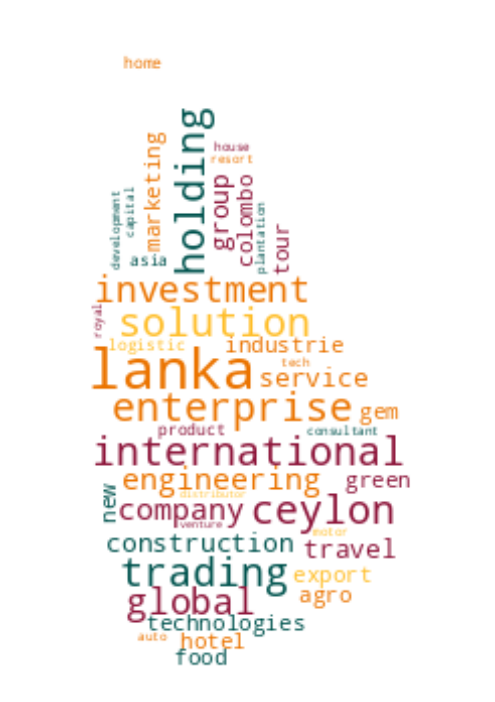 home
holding
marketing
house
resort
group
colombo
development
capital
plantation
tour
asia
investment
royal
solution
logistic
industrie
lanka
tech
service
enterprise
gem
product
consultant
international
engineering
green
new
distributor
company
ceylon
venture
motor
construction
travel
trading
export
global
agro
technologies
auto
hotel
food